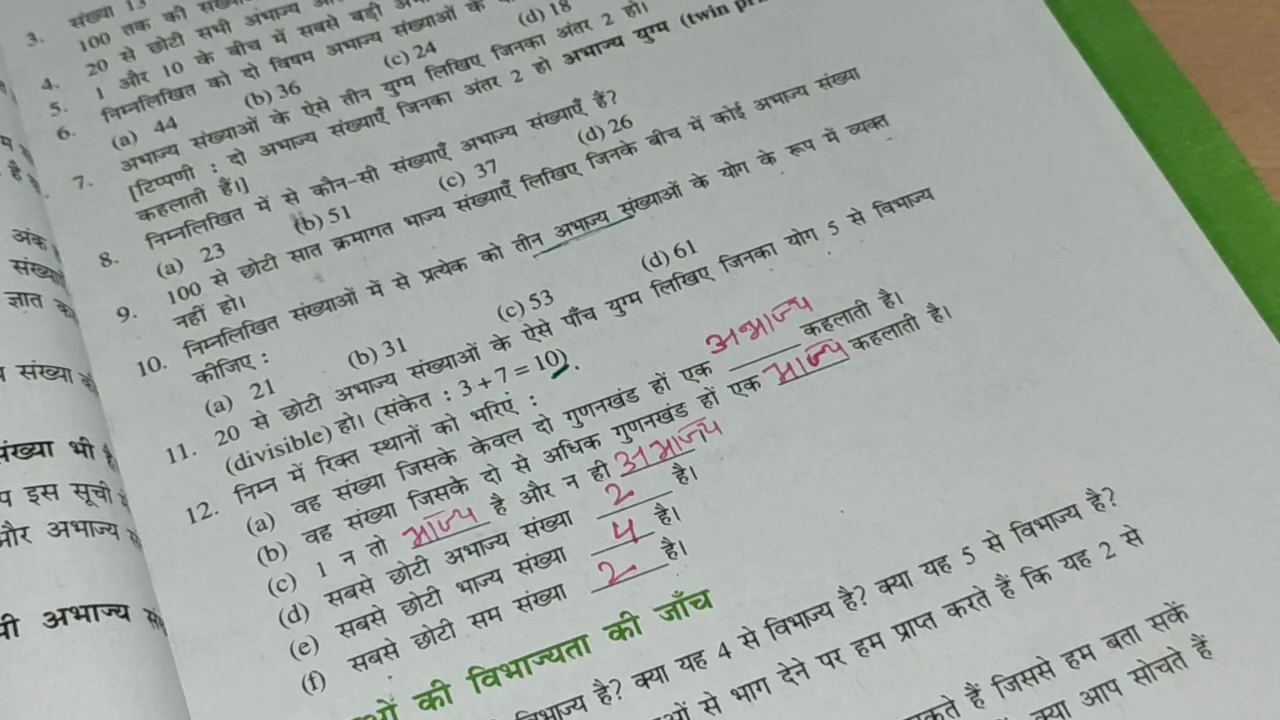 3. संख्या 13
100 तक की
4. 20 से छोटी सभी अभाज्य
5. 1 और 10 के बीच में सबसे बड़ी
6. निम्नलिखित को दो विषम अभाज्य संख्याओं के
(a) 44 (b) 36 (c) 24 (d) 18
7. अभाज्य संख्याओं के ऐसे तीन युग्म लिखिए जिनका अंतर 2 हो।
[टिप्पणी : दो अभाज्य संख्याएँ जिनका अंतर 2 हो अभाज्य युग्म (twin
कहलाती हैं।]
8. निम्नलिखित में से कौन-सी संख्याएँ अभाज्य संख्याएँ हैं?
(a) 23 (b) 51 (c) 37 (d) 26
9. 100 से छोटी सात क्रमागत भाज्य संख्याएँ लिखिए जिनके बीच में कोई अभाज्य संख्या
नहीं हो।
10. निम्नलिखित संख्याओं में से प्रत्येक को तीन अभाज्य संख्याओं के योग के रूप में व्यक्त
कीजिए :
(a) 21 (b) 31 (c) 53 (d) 61
11. 20 से छोटी अभाज्य संख्याओं के ऐसे पाँच युग्म लिखिए जिनका योग 5 से विभाज्य
(divisible) हो। (संकेत : 3 + 7 = 10).
12. निम्न में रिक्त स्थानों को भरिए :
(a) वह संख्या जिसके केवल दो गुणनखंड हों एक अभाज्य कहलाती है।
(b) वह संख्या जिसके दो से अधिक गुणनखंड हों एक भाज्य कहलाती है।
(c) 1 न तो भाज्य है और न ही अभाज्य है।
(d) सबसे छोटी अभाज्य संख्या 2 है।
(e) सबसे छोटी भाज्य संख्या 4 है।
(f) सबसे छोटी सम संख्या 2 है।
की विभाज्यता की जाँच
है? क्या यह 4 से विभाज्य है? क्या यह 5 से विभाज्य है?
से भाग देने पर हम प्राप्त करते हैं कि यह 2 से
हैं जिससे हम बता सकें
क्या आप सोचते हैं
अंक
ज्ञात
संख्या
भी
इस सूची
और अभाज्य
अभाज्य